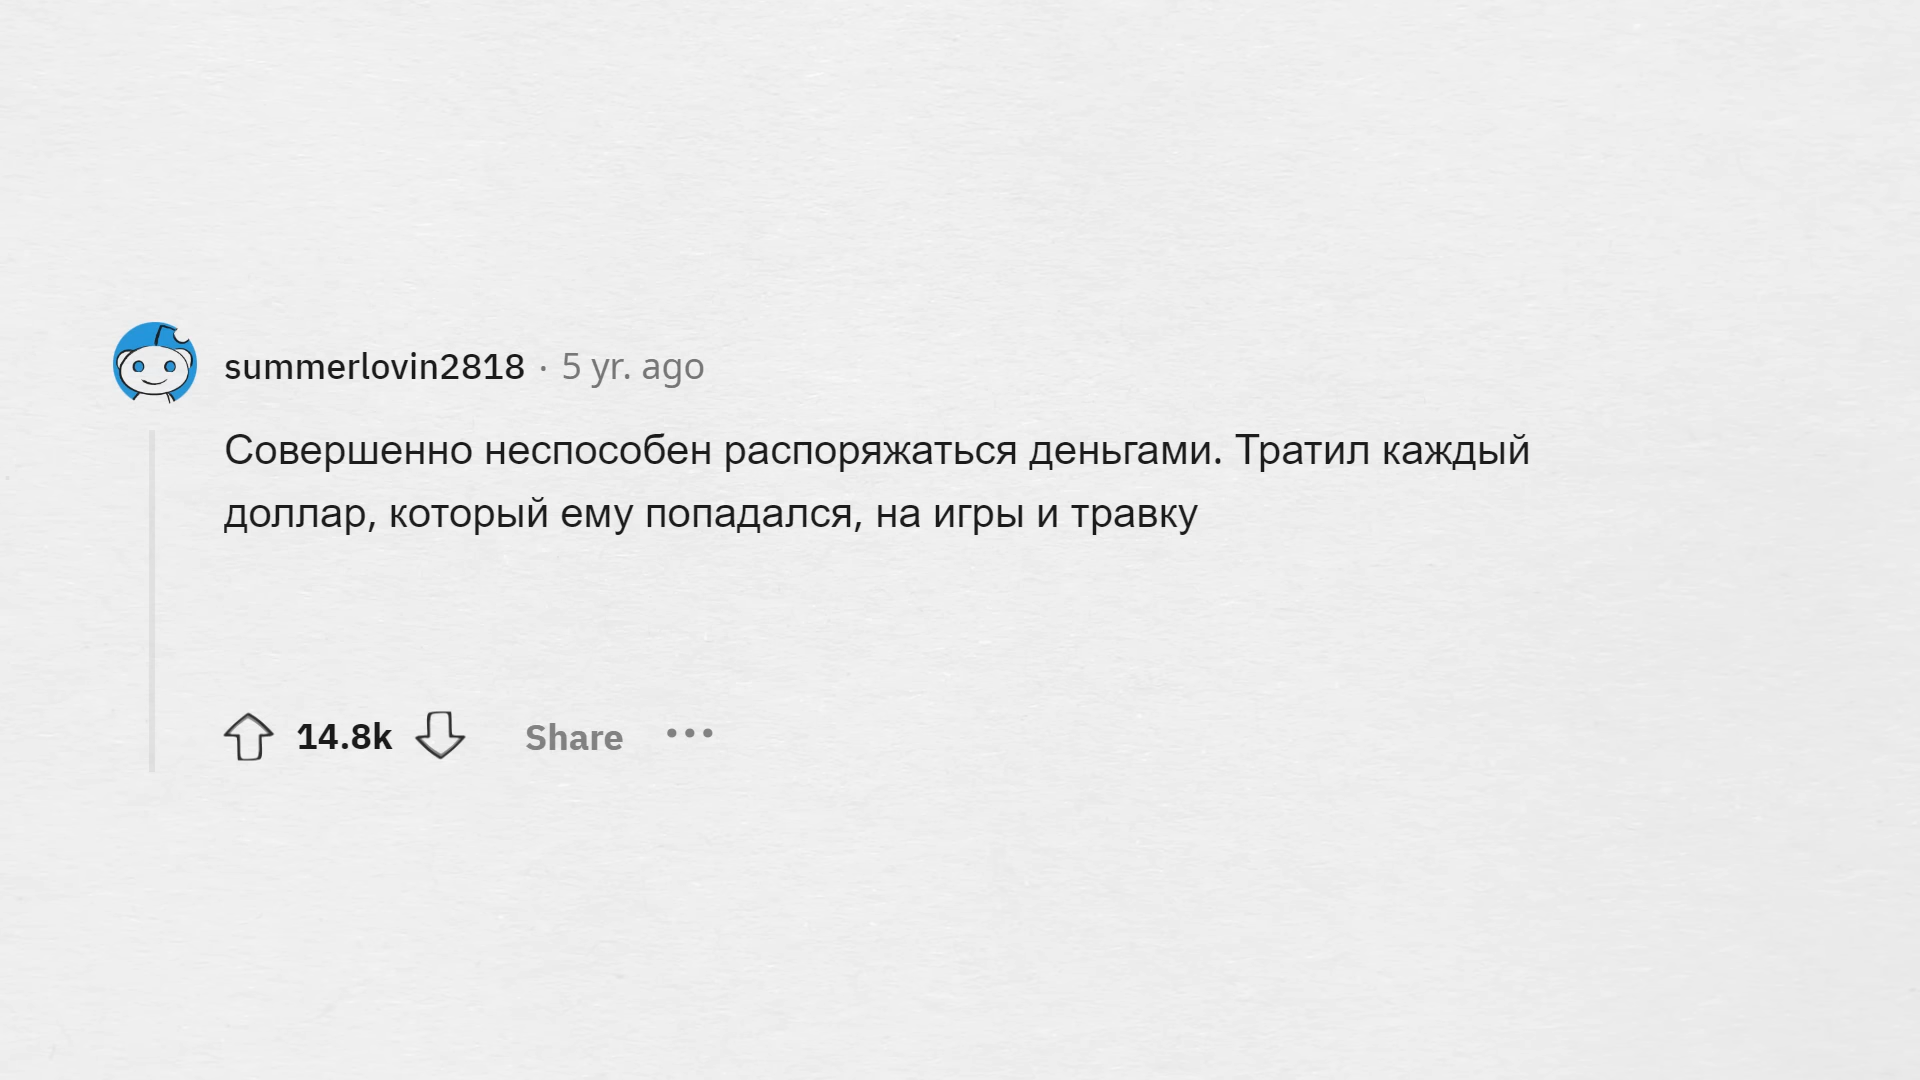 summerlovin2818 · 5 yr. ago
Совершенно неспособен распоряжаться деньгами. Тратил каждый
доллар, который ему попадался, на игры и травку
14.8k Share ...